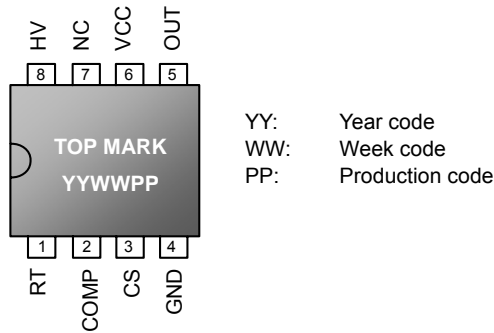 HV NC VCC OUT
8 7 6 5
TOP MARK
YYWWPP
1 2 3 4
RT COMP CS GND
YY: Year code
WW: Week code
PP: Production code